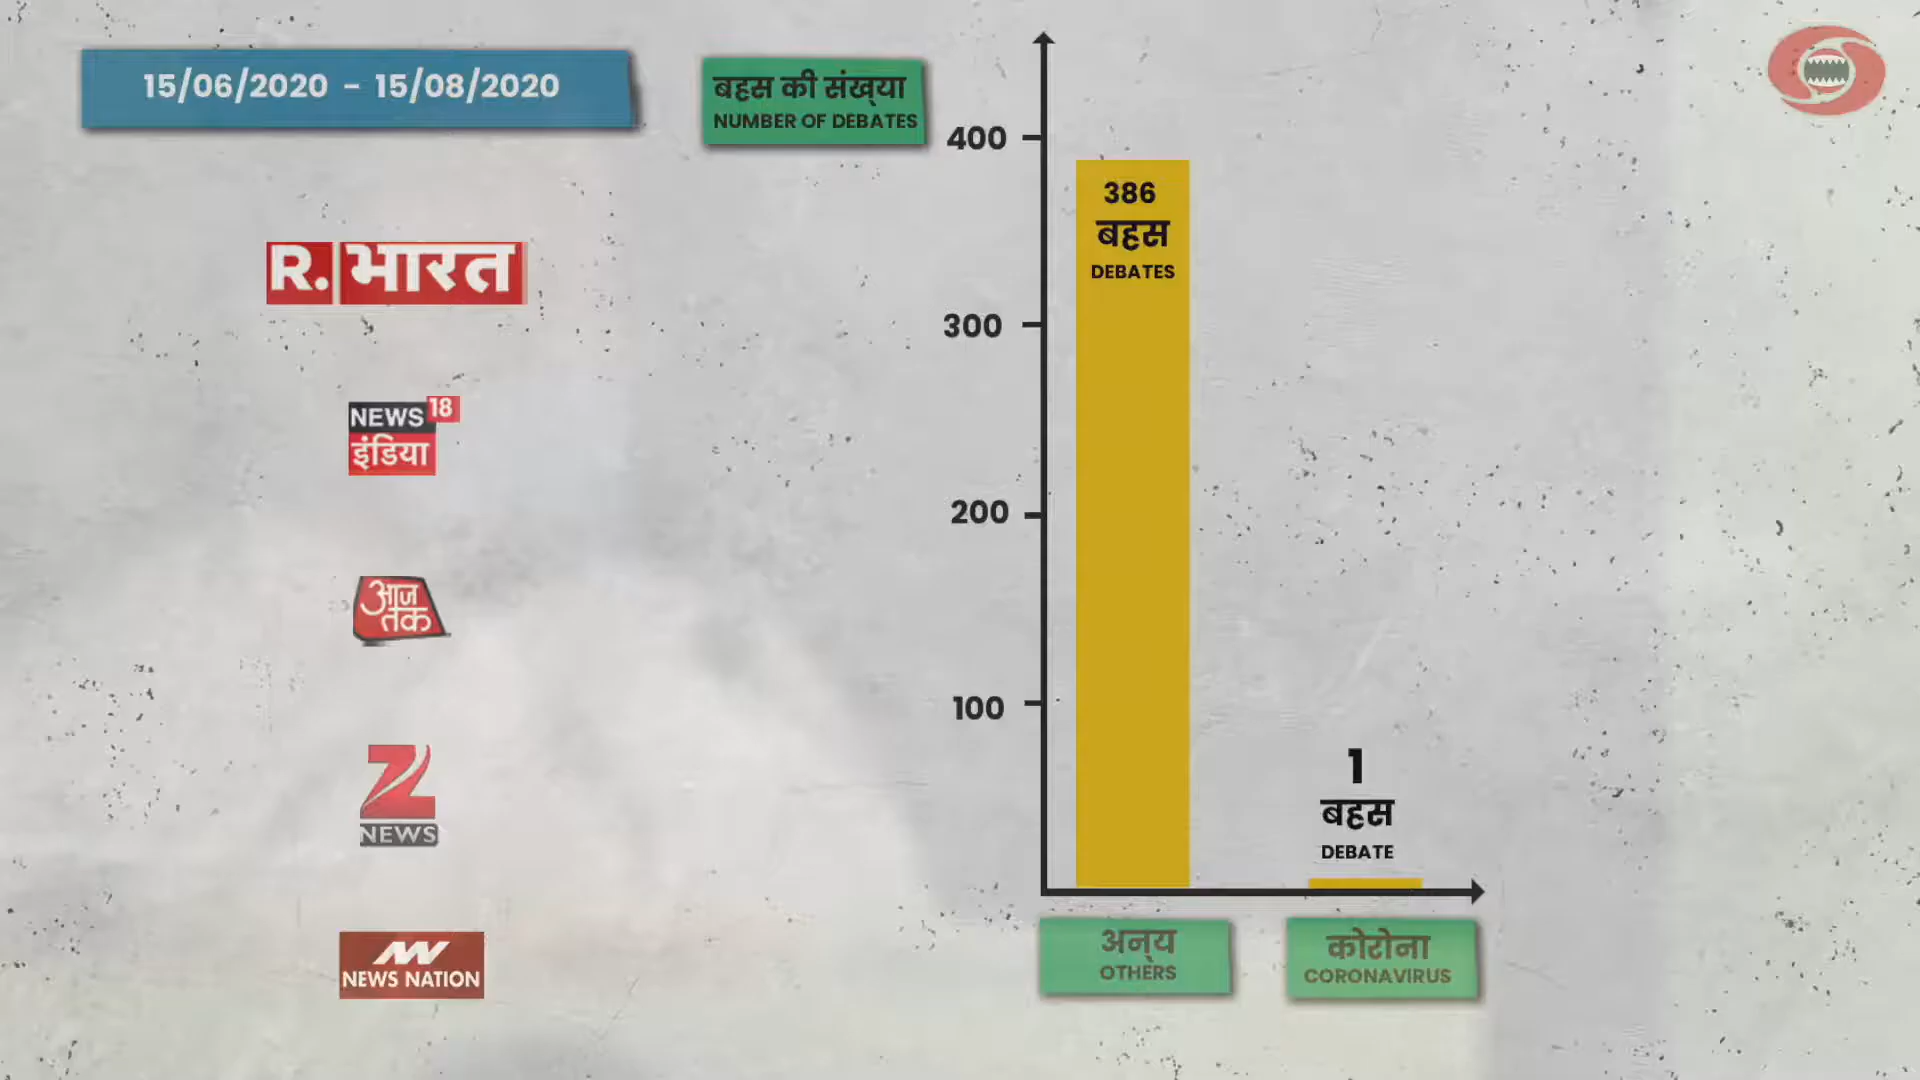 15/06/2020 - 15/08/2020
बहस की संख्या
NUMBER OF DEBATES
R. भारत
NEWS 18
इंडिया
आज
तक
Z
NEWS
NEWS NATION
400
300
200
100
386
बहस
DEBATES
1
बहस
DEBATE
अन्य
OTHERS
कोरोना
CORONAVIRUS